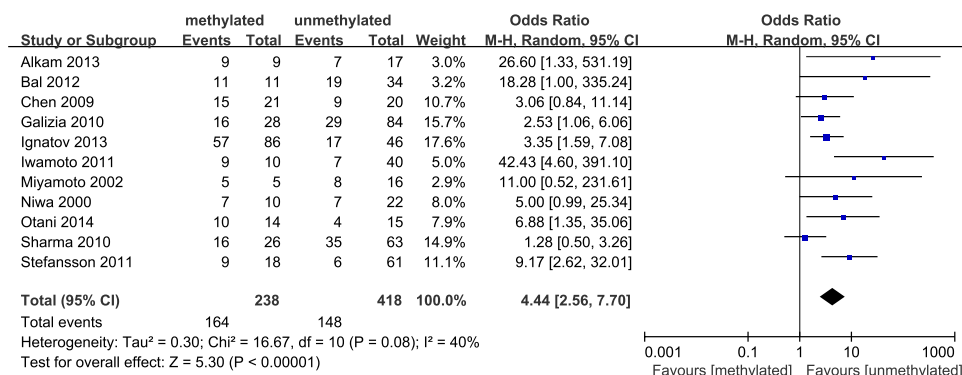 methylated unmethylated Odds Ratio Odds Ratio
Study or Subgroup Events Total Events Total Weight M-H, Random, 95% CI M-H, Random, 95% CI
Alkam 2013 9 9 7 17 3.0% 26.60 [1.33, 531.19]
Bal 2012 11 11 19 34 3.2% 18.28 [1.00, 335.24]
Chen 2009 15 21 9 20 10.7% 3.06 [0.84, 11.14]
Galizia 2010 16 28 29 84 15.7% 2.53 [1.06, 6.06]
Ignatov 2013 57 86 17 46 17.6% 3.35 [1.59, 7.08]
Iwamoto 2011 9 10 7 40 5.0% 42.43 [4.60, 391.10]
Miyamoto 2002 5 5 8 16 2.9% 11.00 [0.52, 231.61]
Niwa 2000 7 10 7 22 8.0% 5.00 [0.99, 25.34]
Otani 2014 10 14 4 15 7.9% 6.88 [1.35, 35.06]
Sharma 2010 16 26 35 63 14.9% 1.28 [0.50, 3.26]
Stefansson 2011 9 18 6 61 11.1% 9.17 [2.62, 32.01]
Total (95% CI) 238 418 100.0% 4.44 [2.56, 7.70]
Total events 164 148
Heterogeneity: Tau² = 0.30; Chi² = 16.67, df = 10 (P = 0.08); I² = 40%
Test for overall effect: Z = 5.30 (P < 0.00001)
0.001 0.1 1 10 1000
Favours [methylated] Favours [unmethylated]